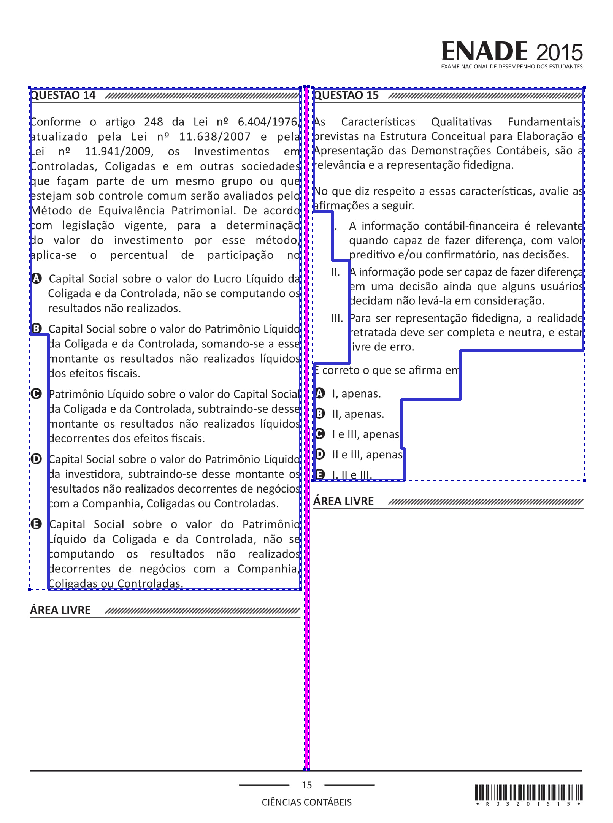 ENADE 2015
EXAME NACIONAL DE DESEMPENHO DOS ESTUDANTES
QUESTÃO 14
Conforme o artigo 248 da Lei nº 6.404/1976,
atualizado pela Lei nº 11.638/2007 e pela
Lei nº 11.941/2009, os Investimentos em
Controladas, Coligadas e em outras sociedades
que façam parte de um mesmo grupo ou que
estejam sob controle comum serão avaliados pelo
Método de Equivalência Patrimonial. De acordo
com legislação vigente, para a determinação
do valor do investimento por esse método,
aplica-se o percentual de participação no
A Capital Social sobre o valor do Lucro Líquido da
Coligada e da Controlada, não se computando os
resultados não realizados.
B Capital Social sobre o valor do Patrimônio Líquido
da Coligada e da Controlada, somando-se a esse
montante os resultados não realizados líquidos
dos efeitos fiscais.
C Patrimônio Líquido sobre o valor do Capital Social
da Coligada e da Controlada, subtraindo-se desse
montante os resultados não realizados líquidos
decorrentes dos efeitos fiscais.
D Capital Social sobre o valor do Patrimônio Líquido
da investidora, subtraindo-se desse montante os
resultados não realizados decorrentes de negócios
com a Companhia, Coligadas ou Controladas.
E Capital Social sobre o valor do Patrimônio
Líquido da Coligada e da Controlada, não se
computando os resultados não realizados
decorrentes de negócios com a Companhia,
Coligadas ou Controladas.
ÁREA LIVRE
QUESTÃO 15
As Características Qualitativas Fundamentais,
previstas na Estrutura Conceitual para Elaboração e
Apresentação das Demonstrações Contábeis, são a
relevância e a representação fidedigna.
No que diz respeito a essas características, avalie as
afirmações a seguir.
I. A informação contábil-financeira é relevante
quando capaz de fazer diferença, com valor
preditivo e/ou confirmatório, nas decisões.
II. A informação pode ser capaz de fazer diferença
em uma decisão ainda que alguns usuários
decidam não levá-la em consideração.
III. Para ser representação fidedigna, a realidade
retratada deve ser completa e neutra, e estar
livre de erro.
É correto o que se afirma em
A I, apenas.
B II, apenas.
C I e III, apenas.
D II e III, apenas.
E I, II e III.
ÁREA LIVRE
15
CIÊNCIAS CONTÁBEIS
*R33201515*